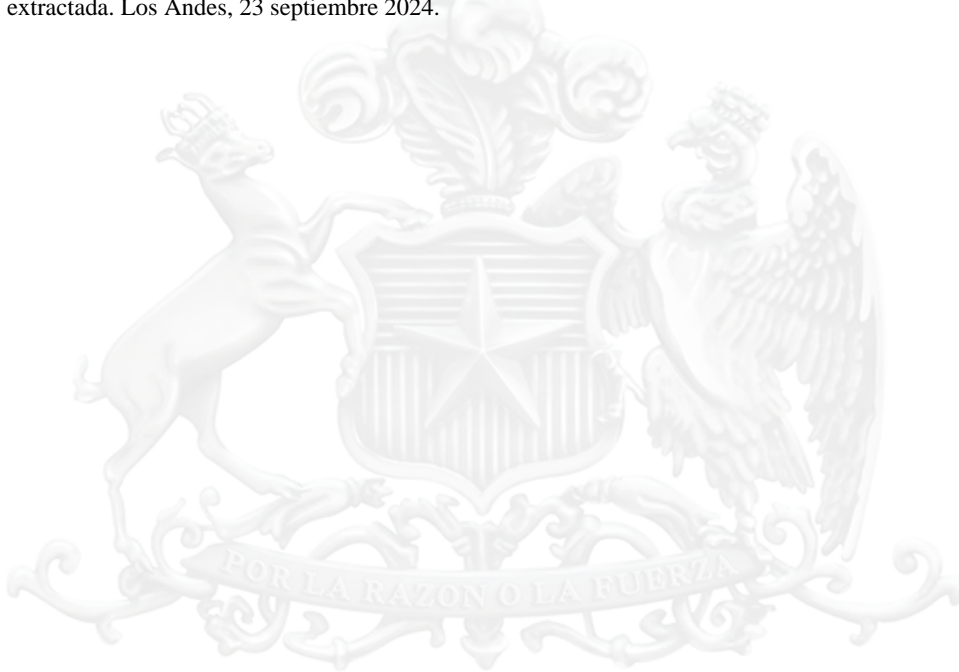 extractada. Los Andes, 23 septiembre 2024.
POR LA RAZON O LA FUERZA